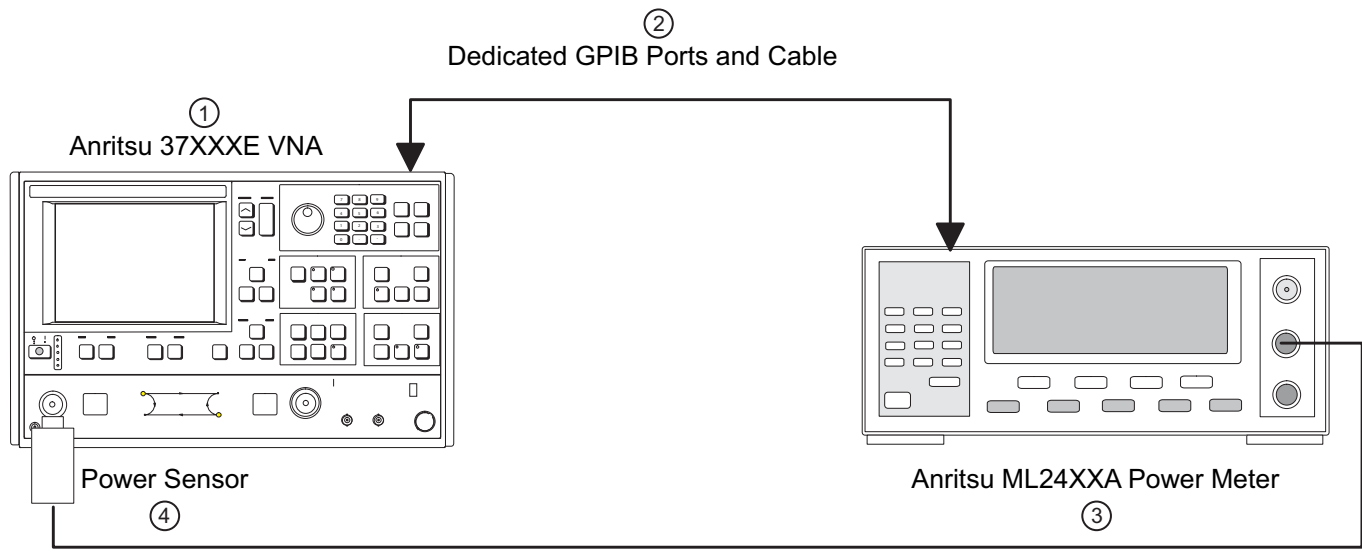 ②
Dedicated GPIB Ports and Cable
①
Anritsu 37XXXE VNA
Power Sensor
④
Anritsu ML24XXA Power Meter
③